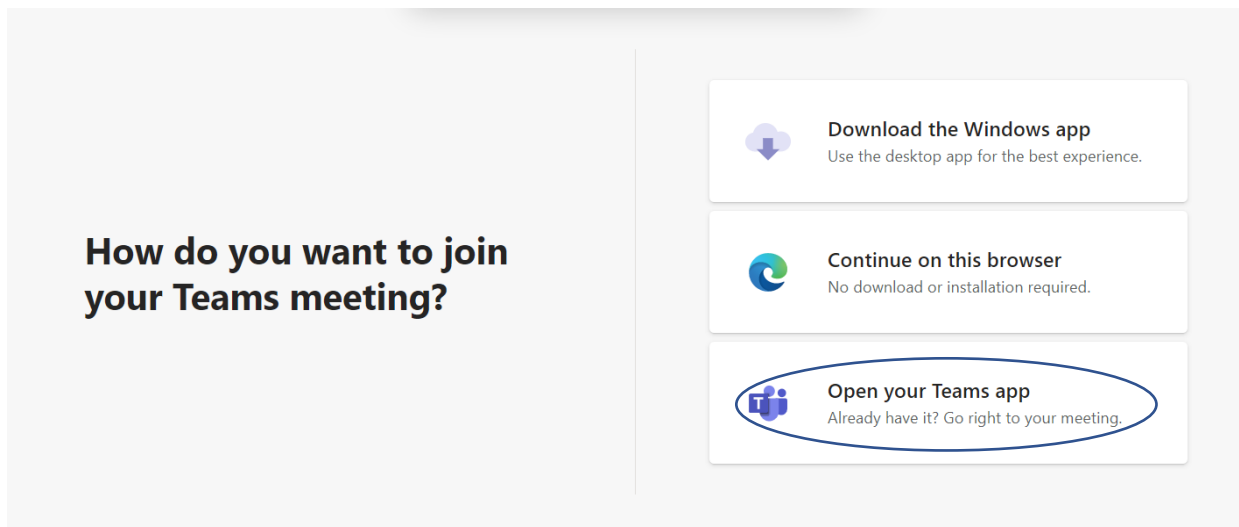 How do you want to join
your Teams meeting?
Download the Windows app
Use the desktop app for the best experience.
Continue on this browser
No download or installation required.
T
Open your Teams app
Already have it? Go right to your meeting.